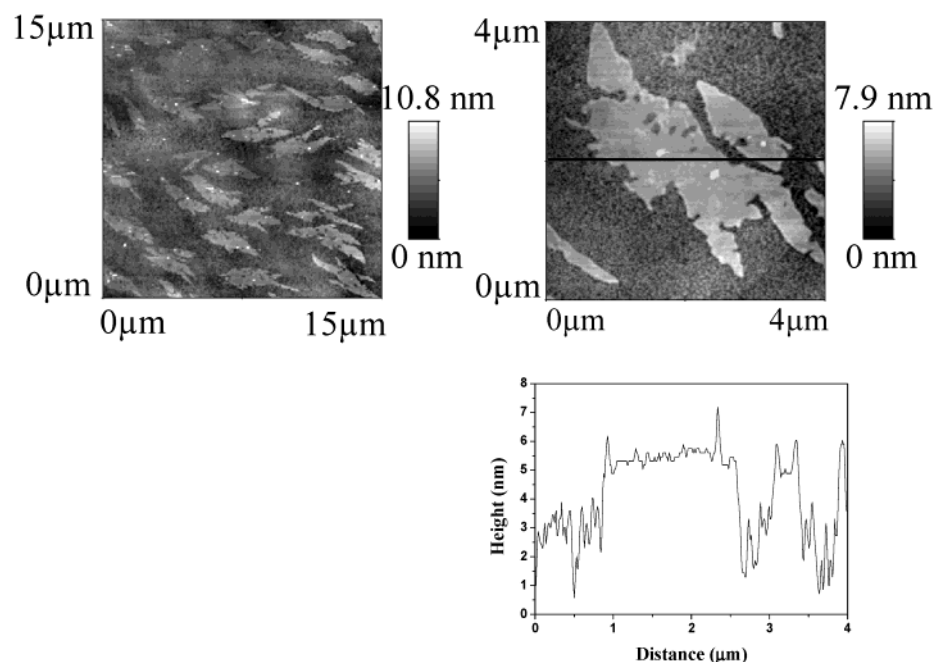 15µm
0µm
0µm
15µm
10.8 nm
0 nm
4µm
0µm
0µm
4µm
7.9 nm
0 nm
Height (nm)
8
7
6
5
4
3
2
1
0
0
1
2
3
4
Distance (µm)